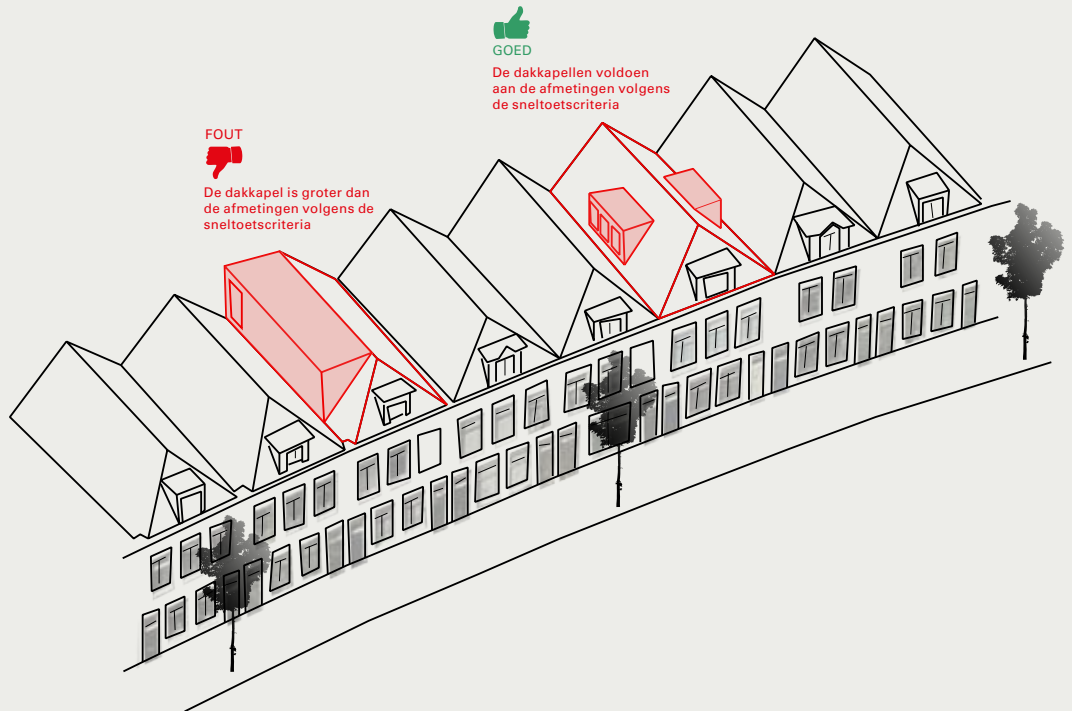 FOUT
De dakkapel is groter dan
de afmetingen volgens de
sneltoetscriteria
GOED
De dakkapellen voldoen
aan de afmetingen volgens
de sneltoetscriteria